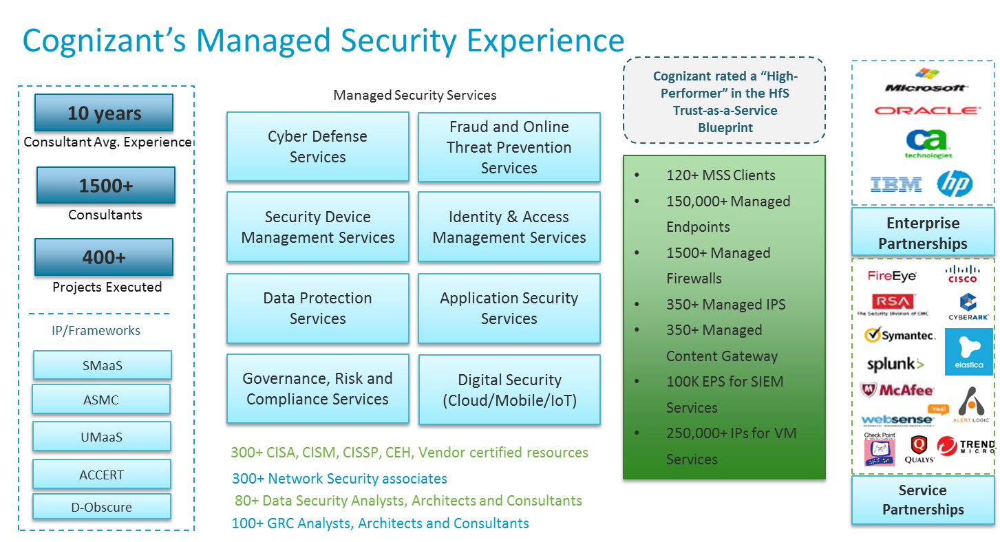 Cognizant’s Managed Security Experience
10 years
Consultant Avg. Experience
1500+
Consultants
400+
Projects Executed
IP/Frameworks
SMaaS
ASMC
UMaaS
ACCERT
D-Obscure
Managed Security Services
Cyber Defense
Services
Fraud and Online
Threat Prevention
Services
Security Device
Management Services
Identity & Access
Management Services
Data Protection
Services
Application Security
Services
Governance, Risk and
Compliance Services
Digital Security
(Cloud/Mobile/IoT)
300+ CISA, CISM, CISSP, CEH, Vendor certified resources
300+ Network Security associates
80+ Data Security Analysts, Architects and Consultants
100+ GRC Analysts, Architects and Consultants
Cognizant rated a “High-
Performer” in the HfS
Trust-as-a-Service
Blueprint
• 120+ MSS Clients
• 150,000+ Managed
Endpoints
• 1500+ Managed
Firewalls
• 350+ Managed IPS
• 350+ Managed
Content Gateway
• 100K EPS for SIEM
Services
• 250,000+ IPs for VM
Services
Microsoft
ORACLE
ca
technologies
IBM
hp
Enterprise
Partnerships
FireEye
CISCO
RSA
The Security Division of EMC
CYBERARK
Symantec.
elastica
splunk>
McAfee
Yes!
websense
ALERT LOGIC
Check Point
QUALYS
TREND
MICRO
Service
Partnerships